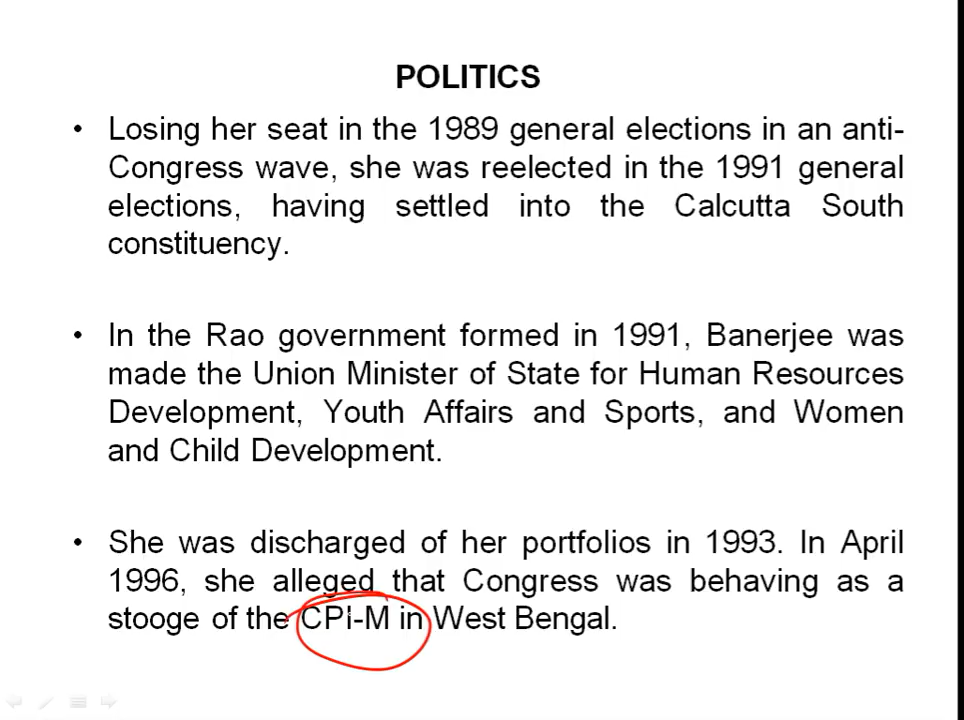 POLITICS
• Losing her seat in the 1989 general elections in an anti-
Congress wave, she was reelected in the 1991 general
elections, having settled into the Calcutta South
constituency.
• In the Rao government formed in 1991, Banerjee was
made the Union Minister of State for Human Resources
Development, Youth Affairs and Sports, and Women
and Child Development.
• She was discharged of her portfolios in 1993. In April
1996, she alleged that Congress was behaving as a
stooge of the CPI-M in West Bengal.